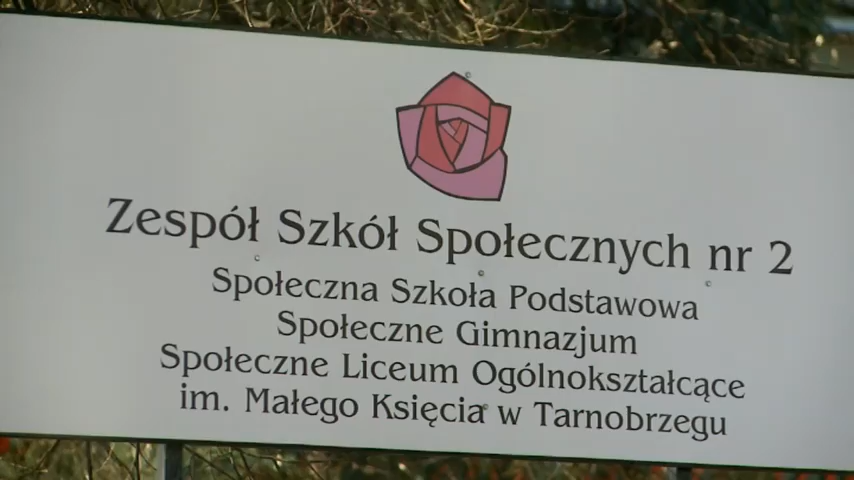 Zespół Szkół Społecznych nr 2
Społeczna Szkoła Podstawowa
Społeczne Gimnazjum
Społeczne Liceum Ogólnokształcące
im. Małego Księcia w Tarnobrzegu